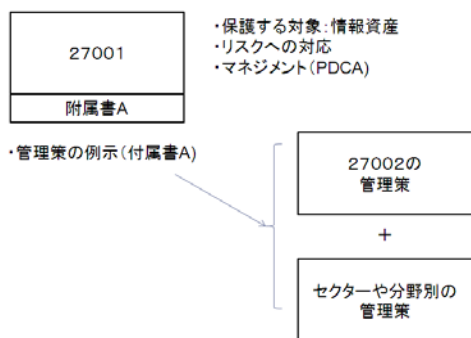 27001
附属書A
・保護する対象：情報資産
・リスクへの対応
・マネジメント（PDCA）
・管理策の例示（付属書A）
27002の
管理策
+
セクターや分野別の
管理策